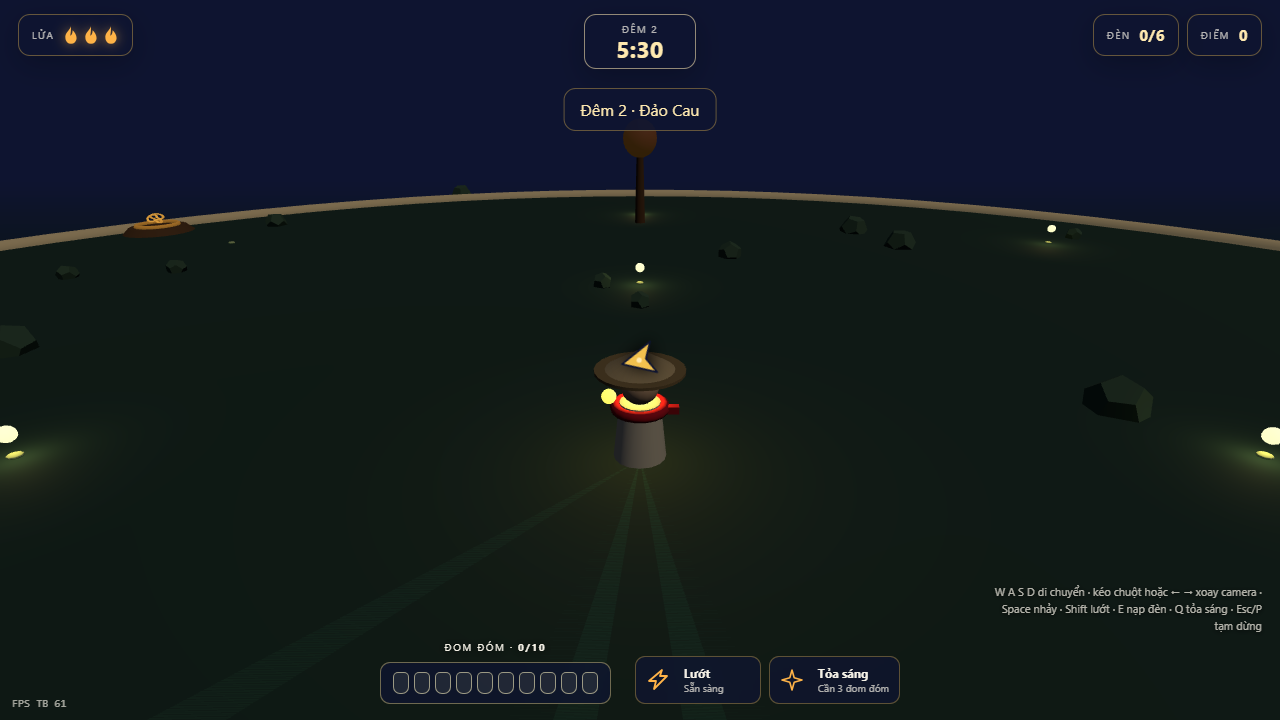 LỬA
ĐÊM 2
5:30
ĐÈN 0/6
ĐIỂM 0
Đêm 2 · Đảo Cau
W A S D di chuyển · kéo chuột hoặc ← → xoay camera ·
Space nhảy · Shift lướt · E nạp đèn · Q tỏa sáng · Esc/P
tạm dừng
ĐOM ĐÓM · 0/10
Lướt
Sẵn sàng
Tỏa sáng
Cần 3 đom đóm
FPS TB 61